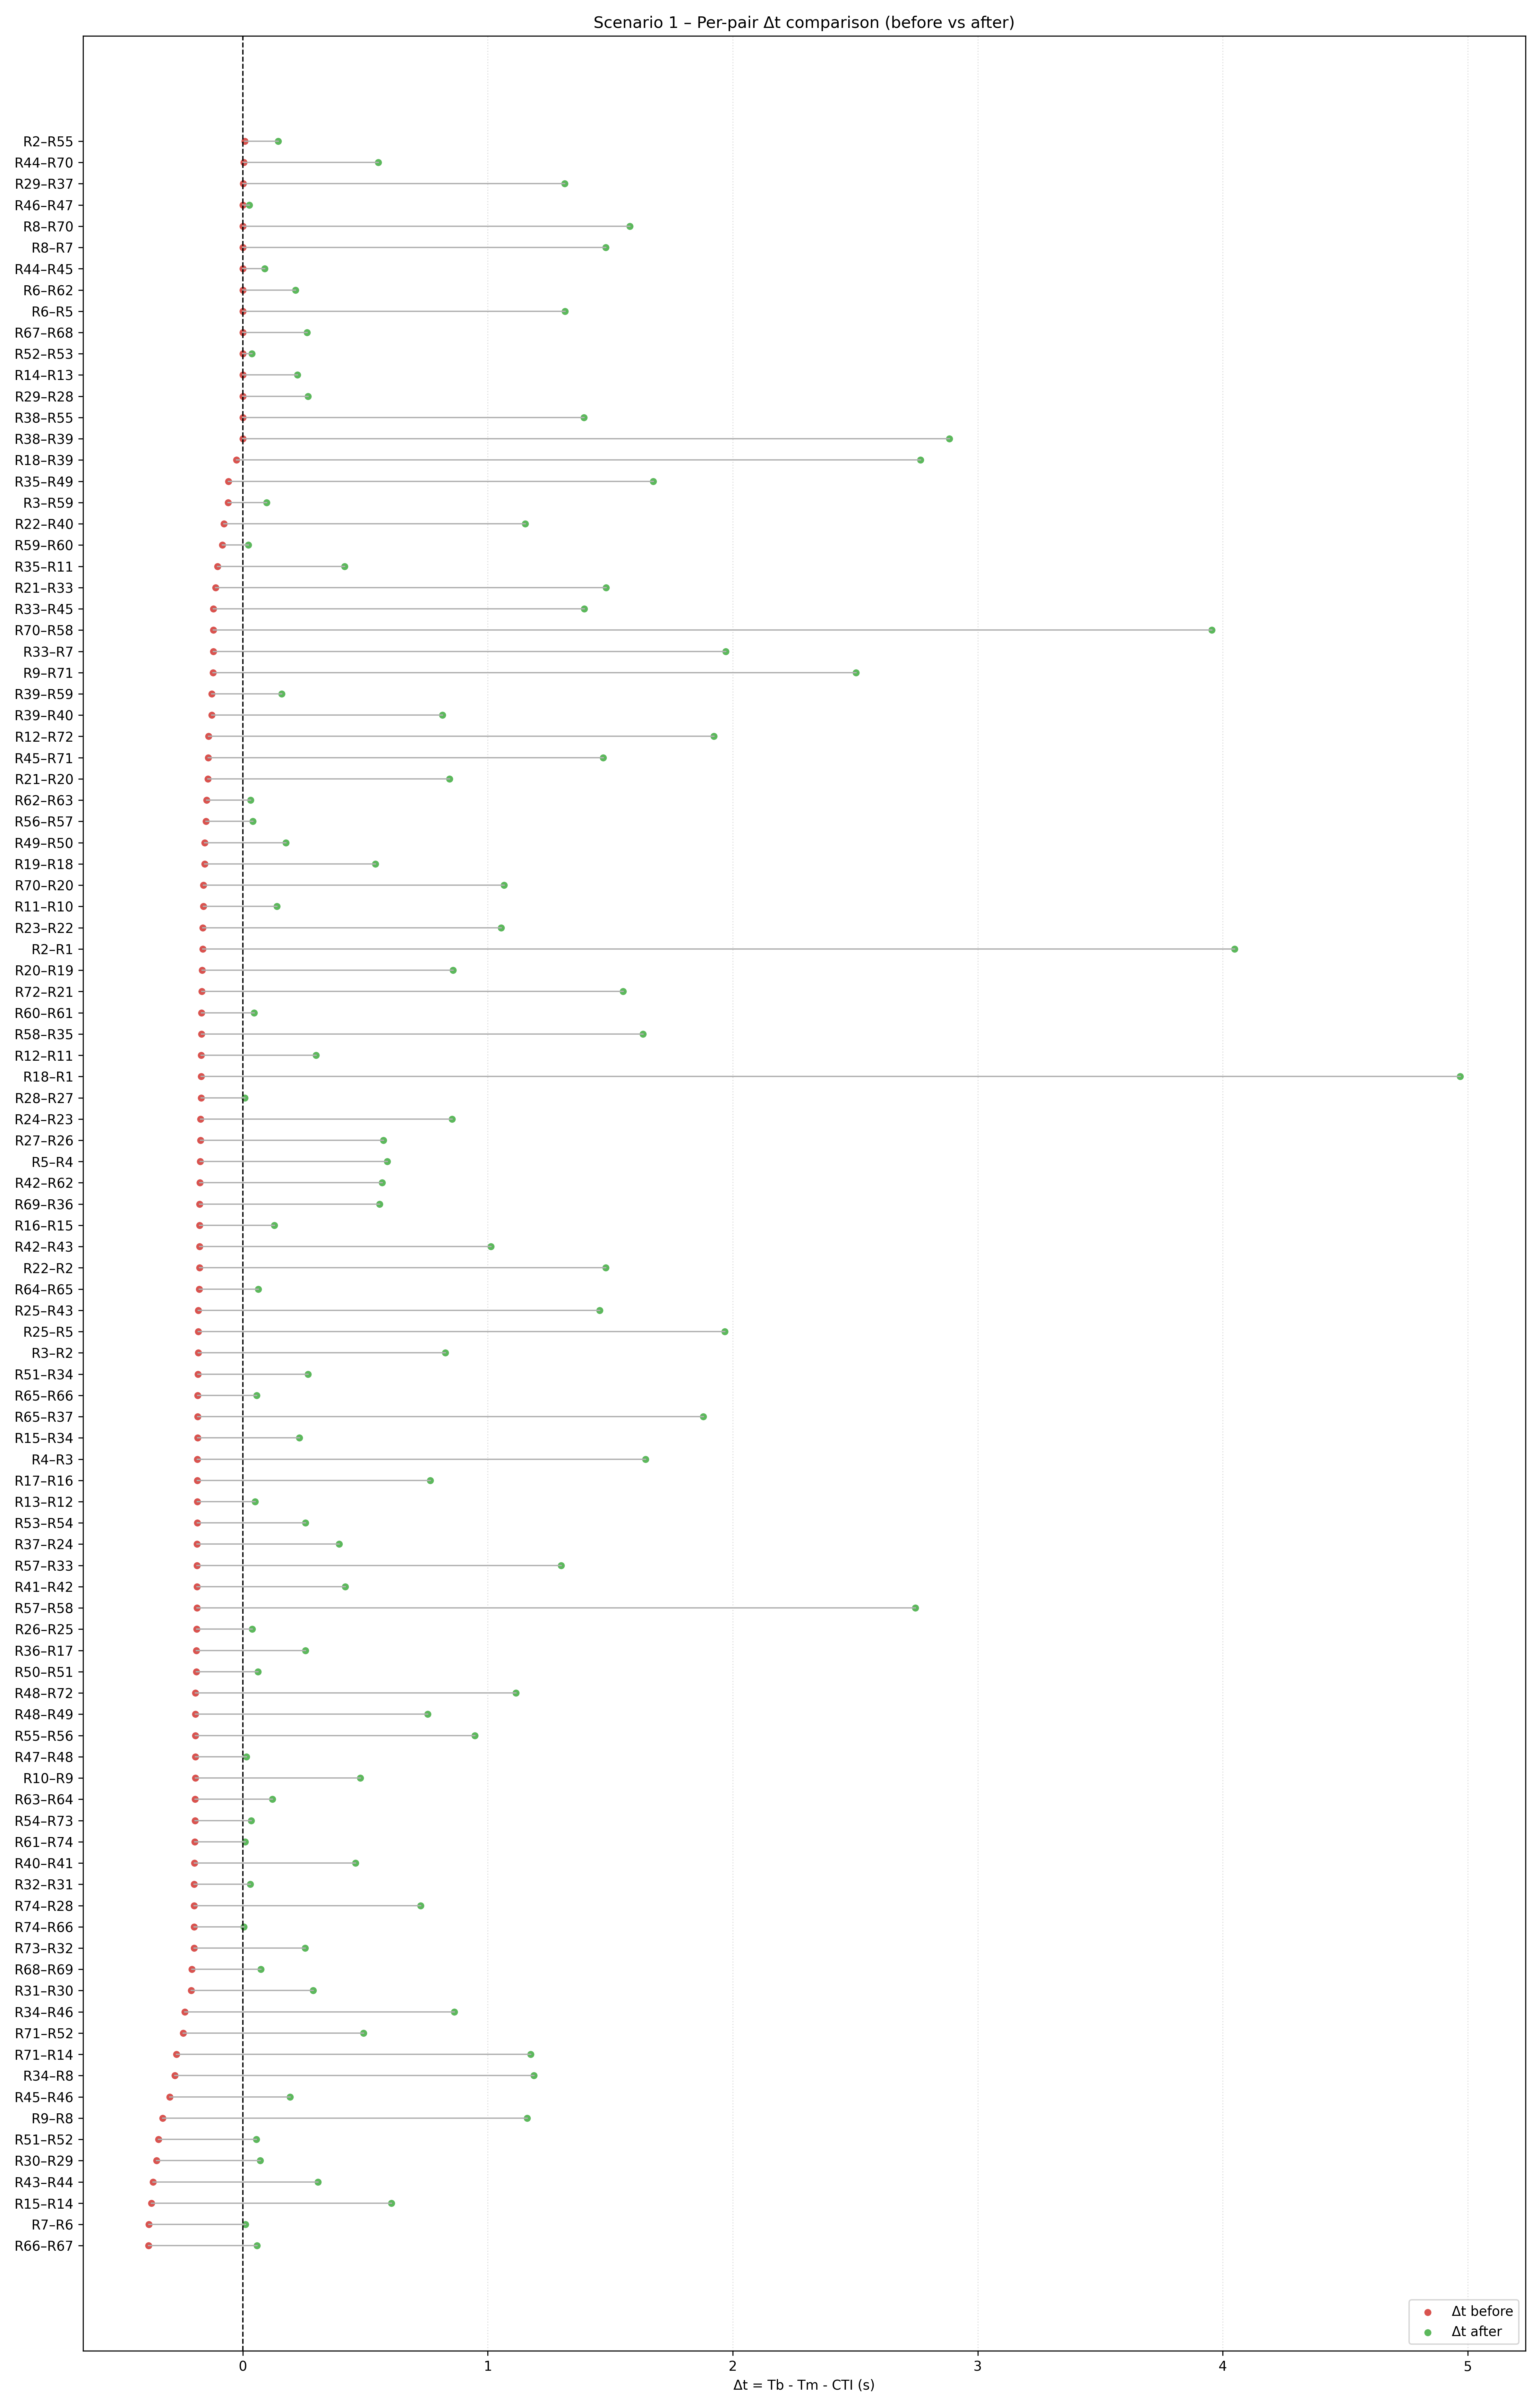 Scenario 1 – Per-pair Δt comparison (before vs after)
R2–R55
R44–R70
R29–R37
R46–R47
R8–R70
R8–R7
R44–R45
R6–R62
R6–R5
R67–R68
R52–R53
R14–R13
R29–R28
R38–R55
R38–R39
R18–R39
R35–R49
R3–R59
R22–R40
R59–R60
R35–R11
R21–R33
R33–R45
R70–R58
R33–R7
R9–R71
R39–R59
R39–R40
R12–R72
R45–R71
R21–R20
R62–R63
R56–R57
R49–R50
R19–R18
R70–R20
R11–R10
R23–R22
R2–R1
R20–R19
R72–R21
R60–R61
R58–R35
R12–R11
R18–R1
R28–R27
R24–R23
R27–R26
R5–R4
R42–R62
R69–R36
R16–R15
R42–R43
R22–R2
R64–R65
R25–R43
R25–R5
R3–R2
R51–R34
R65–R66
R65–R37
R15–R34
R4–R3
R17–R16
R13–R12
R53–R54
R37–R24
R57–R33
R41–R42
R57–R58
R26–R25
R36–R17
R50–R51
R48–R72
R48–R49
R55–R56
R47–R48
R10–R9
R63–R64
R54–R73
R61–R74
R40–R41
R32–R31
R74–R28
R74–R66
R73–R32
R68–R69
R31–R30
R34–R46
R71–R52
R71–R14
R34–R8
R45–R46
R9–R8
R51–R52
R30–R29
R43–R44
R15–R14
R7–R6
R66–R67
Δt before
Δt after
0 1 2 3 4 5
Δt = Tb - Tm - CTI (s)